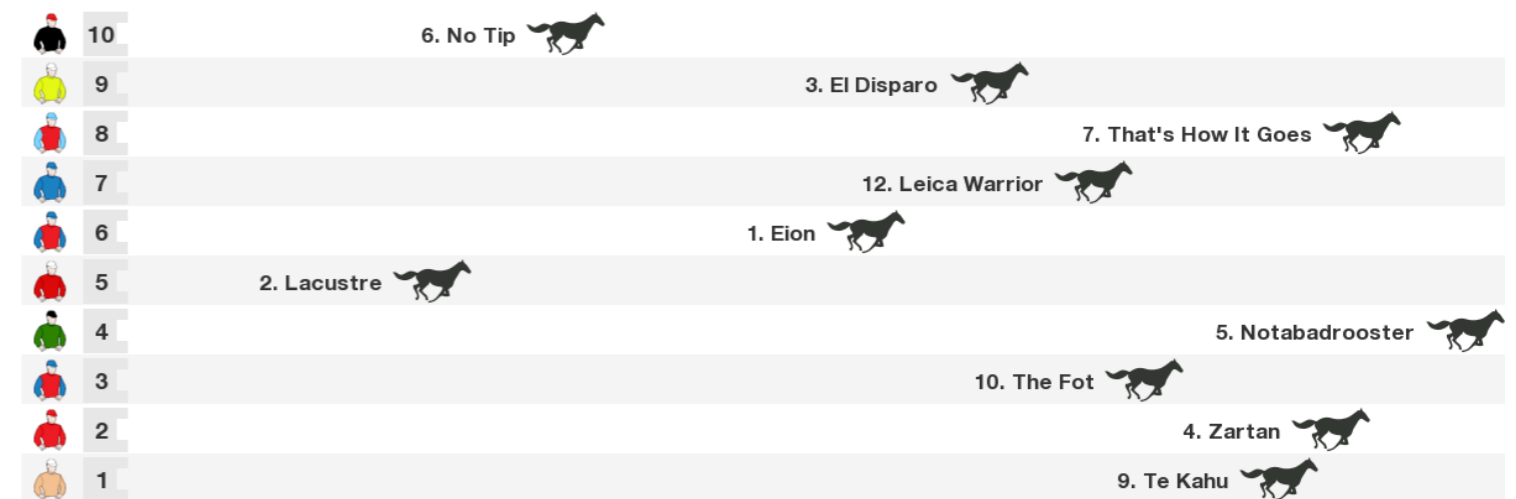 10 6. No Tip
9 3. El Disparo
8 7. That's How It Goes
7 12. Leica Warrior
6 1. Eion
5 2. Lacustre
4 5. Notabadrooster
3 10. The Fot
2 4. Zartan
1 9. Te Kahu